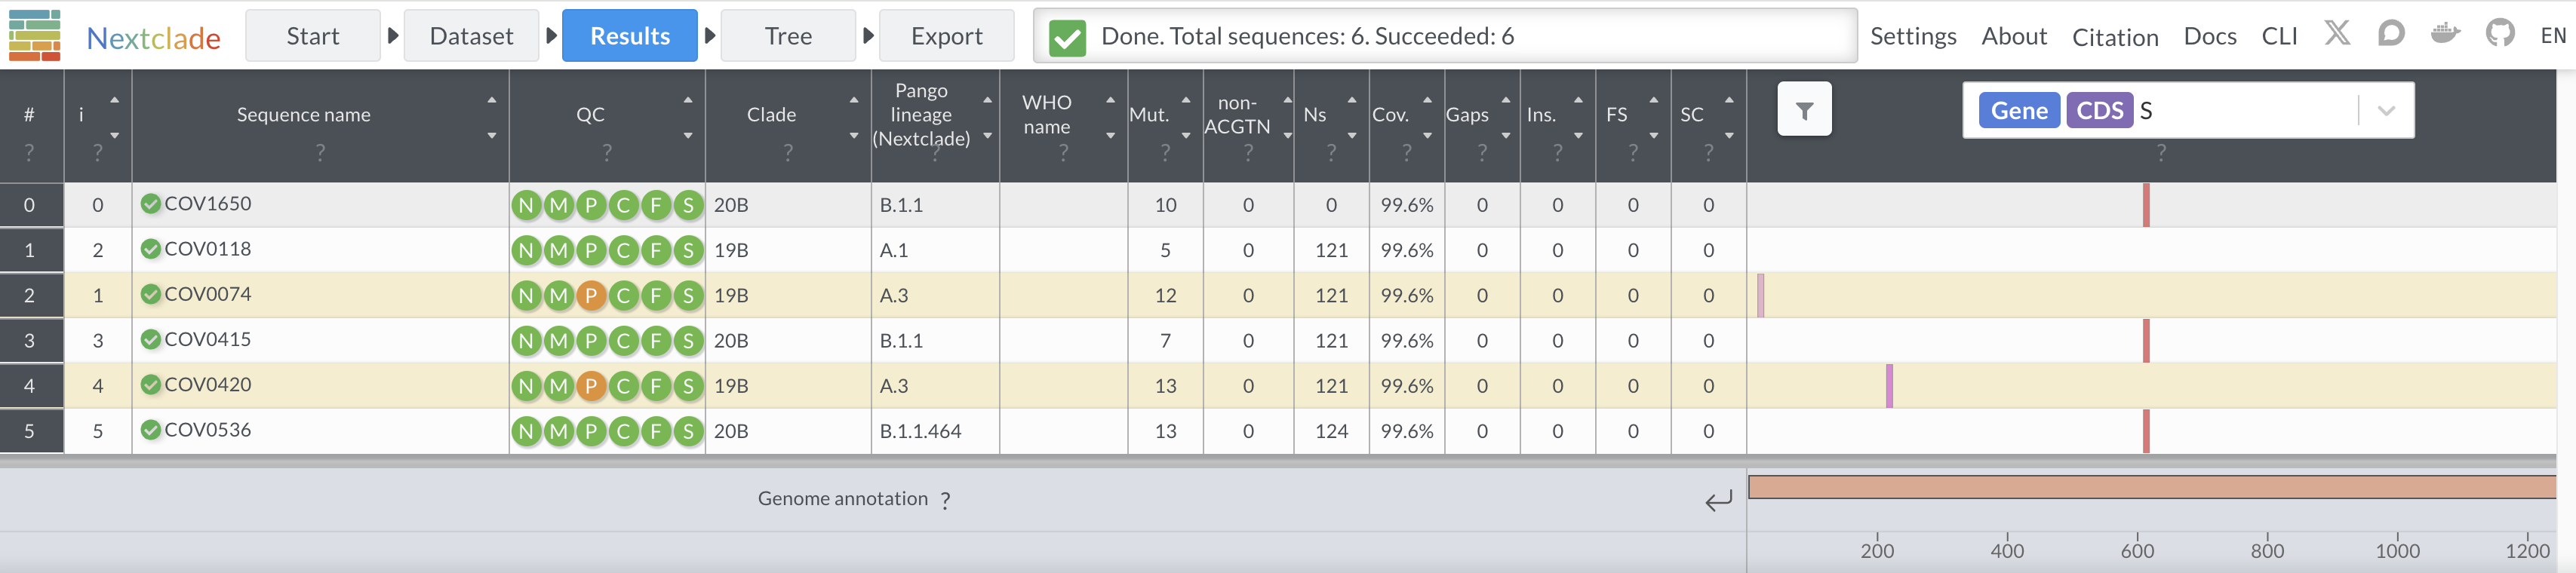 Nextclade Start Dataset Results Tree Export Done. Total sequences: 6. Succeeded: 6 Settings About Citation Docs CLI EN
# i Sequence name QC Clade Pango lineage (Nextclade) WHO name Mut. non-ACGTN Ns Cov. Gaps Ins. FS SC Gene CDS S
? ? ? ? ? ? ? ? ? ? ? ? ? ? ? ?
0 0 COV1650 N M P C F S 20B B.1.1 10 0 0 99.6% 0 0 0 0
1 2 COV0118 N M P C F S 19B A.1 5 0 121 99.6% 0 0 0 0
2 1 COV0074 N M P C F S 19B A.3 12 0 121 99.6% 0 0 0 0
3 3 COV0415 N M P C F S 20B B.1.1 7 0 121 99.6% 0 0 0 0
4 4 COV0420 N M P C F S 19B A.3 13 0 121 99.6% 0 0 0 0
5 5 COV0536 N M P C F S 20B B.1.1.464 13 0 124 99.6% 0 0 0 0
Genome annotation ?
200 400 600 800 1000 1200